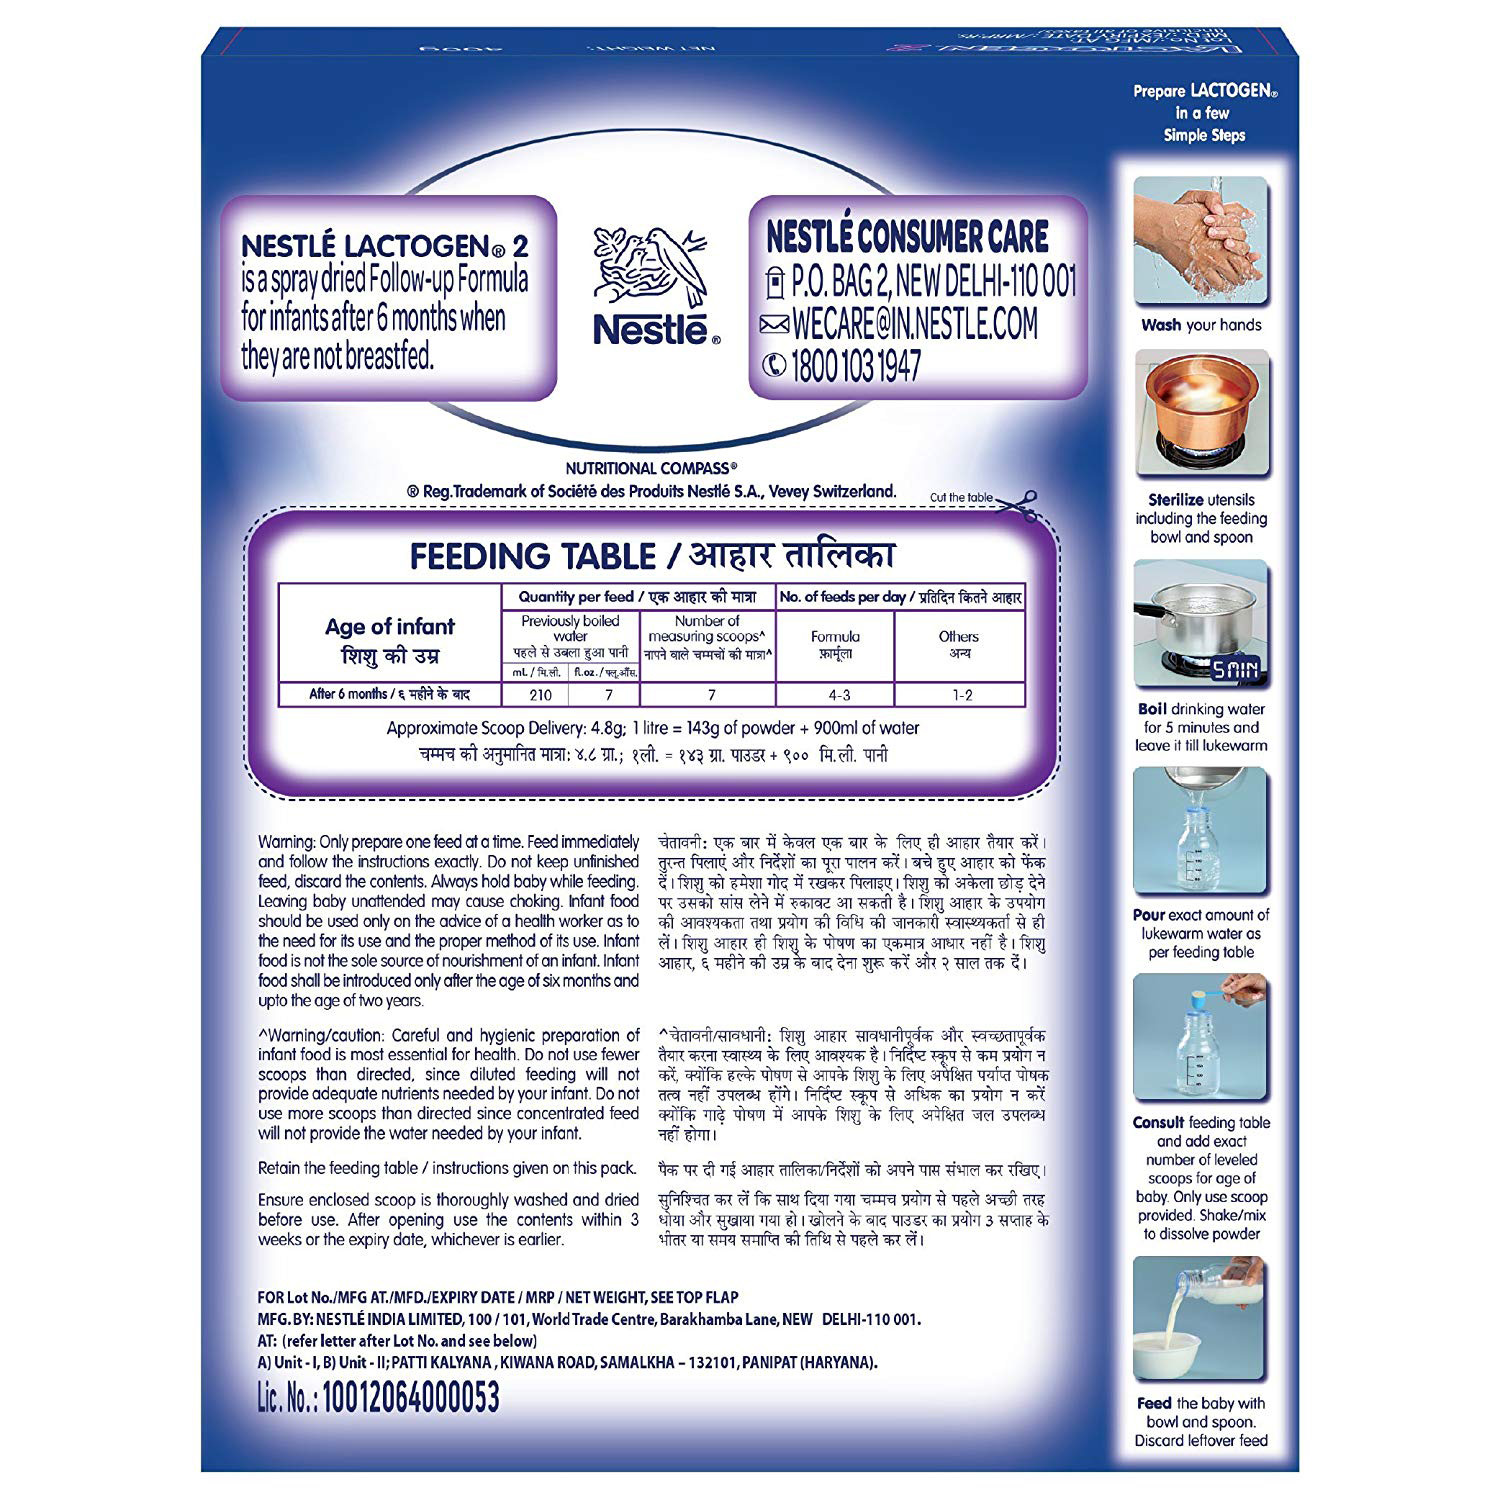 400g
NET WEIGHT:
Prepare LACTOGEN®
in a few
Simple Steps
NESTLÉ LACTOGEN® 2
is a spray dried Follow-up Formula
for infants after 6 months when
they are not breastfed.
Nestlé®
NESTLÉ CONSUMER CARE
P.O. BAG 2, NEW DELHI-110 001
WECARE@IN.NESTLE.COM
1800 103 1947
NUTRITIONAL COMPASS®
® Reg.Trademark of Société des Produits Nestlé S.A., Vevey Switzerland.
Cut the table
FEEDING TABLE / आहार तालिका
Age of infant
शिशु की उम्र
Quantity per feed / एक आहार की मात्रा
No. of feeds per day / प्रतिदिन कितने आहार
Previously boiled
water
पहले से उबला हुआ पानी
mL / मि.ली.
fl.oz. / फ्लू.औंस.
Number of
measuring scoops^
नापने वाले चम्मचों की मात्रा^
Formula
फ़ार्मूला
Others
अन्य
After 6 months / ६ महीने के बाद 210 7 7 4-3 1-2
Approximate Scoop Delivery: 4.8g; 1 litre = 143g of powder + 900ml of water
चम्मच की अनुमानित मात्रा: ४.८ ग्रा.; १ली. = १४३ ग्रा. पाउडर + ९०० मि.ली. पानी
Warning: Only prepare one feed at a time. Feed immediately
and follow the instructions exactly. Do not keep unfinished
feed, discard the contents. Always hold baby while feeding.
Leaving baby unattended may cause choking. Infant food
should be used only on the advice of a health worker as to
the need for its use and the proper method of its use. Infant
food is not the sole source of nourishment of an infant. Infant
food shall be introduced only after the age of six months and
upto the age of two years.
^Warning/caution: Careful and hygienic preparation of
infant food is most essential for health. Do not use fewer
scoops than directed, since diluted feeding will not
provide adequate nutrients needed by your infant. Do not
use more scoops than directed since concentrated feed
will not provide the water needed by your infant.
Retain the feeding table / instructions given on this pack.
Ensure enclosed scoop is thoroughly washed and dried
before use. After opening use the contents within 3
weeks or the expiry date, whichever is earlier.
चेतावनी: एक बार में केवल एक बार के लिए ही आहार तैयार करें।
तुरन्त पिलाएं और निर्देशों का पूरा पालन करें। बचे हुए आहार को फेंक
दें। शिशु को हमेशा गोद में रखकर पिलाइए। शिशु को अकेला छोड़ देने
पर उसको सांस लेने में रुकावट आ सकती है। शिशु आहार के उपयोग
की आवश्यकता तथा प्रयोग की विधि की जानकारी स्वास्थ्यकर्ता से ही
लें। शिशु आहार ही शिशु के पोषण का एकमात्र आधार नहीं है। शिशु
आहार, ६ महीने की उम्र के बाद देना शुरू करें और २ साल तक दें।
^चेतावनी/सावधानी: शिशु आहार सावधानीपूर्वक और स्वच्छतापूर्वक
तैयार करना स्वास्थ्य के लिए आवश्यक है। निर्दिष्ट स्कूप से कम प्रयोग न
करें, क्योंकि हल्के पोषण से आपके शिशु के लिए अपेक्षित पर्याप्त पोषक
तत्व नहीं उपलब्ध होंगे। निर्दिष्ट स्कूप से अधिक का प्रयोग न करें
क्योंकि गाढ़े पोषण में आपके शिशु के लिए अपेक्षित जल उपलब्ध
नहीं होगा।
पैक पर दी गई आहार तालिका/निर्देशों को अपने पास संभाल कर रखिए।
सुनिश्चित कर लें कि साथ दिया गया चम्मच प्रयोग से पहले अच्छी तरह
धोया और सुखाया गया हो। खोलने के बाद पाउडर का प्रयोग 3 सप्ताह के
भीतर या समय समाप्ति की तिथि से पहले कर लें।
FOR Lot No./MFG AT./MFD./EXPIRY DATE / MRP / NET WEIGHT, SEE TOP FLAP
MFG. BY: NESTLÉ INDIA LIMITED, 100 / 101, World Trade Centre, Barakhamba Lane, NEW DELHI-110 001.
AT: (refer letter after Lot No. and see below)
A) Unit - I, B) Unit - II; PATTI KALYANA , KIWANA ROAD, SAMALKHA – 132101, PANIPAT (HARYANA).
Lic. No. : 10012064000053
Wash your hands
Sterilize utensils
including the feeding
bowl and spoon
5 MIN
Boil drinking water
for 5 minutes and
leave it till lukewarm
Pour exact amount of
lukewarm water as
per feeding table
Consult feeding table
and add exact
number of leveled
scoops for age of
baby. Only use scoop
provided. Shake/mix
to dissolve powder
Feed the baby with
bowl and spoon.
Discard leftover feed